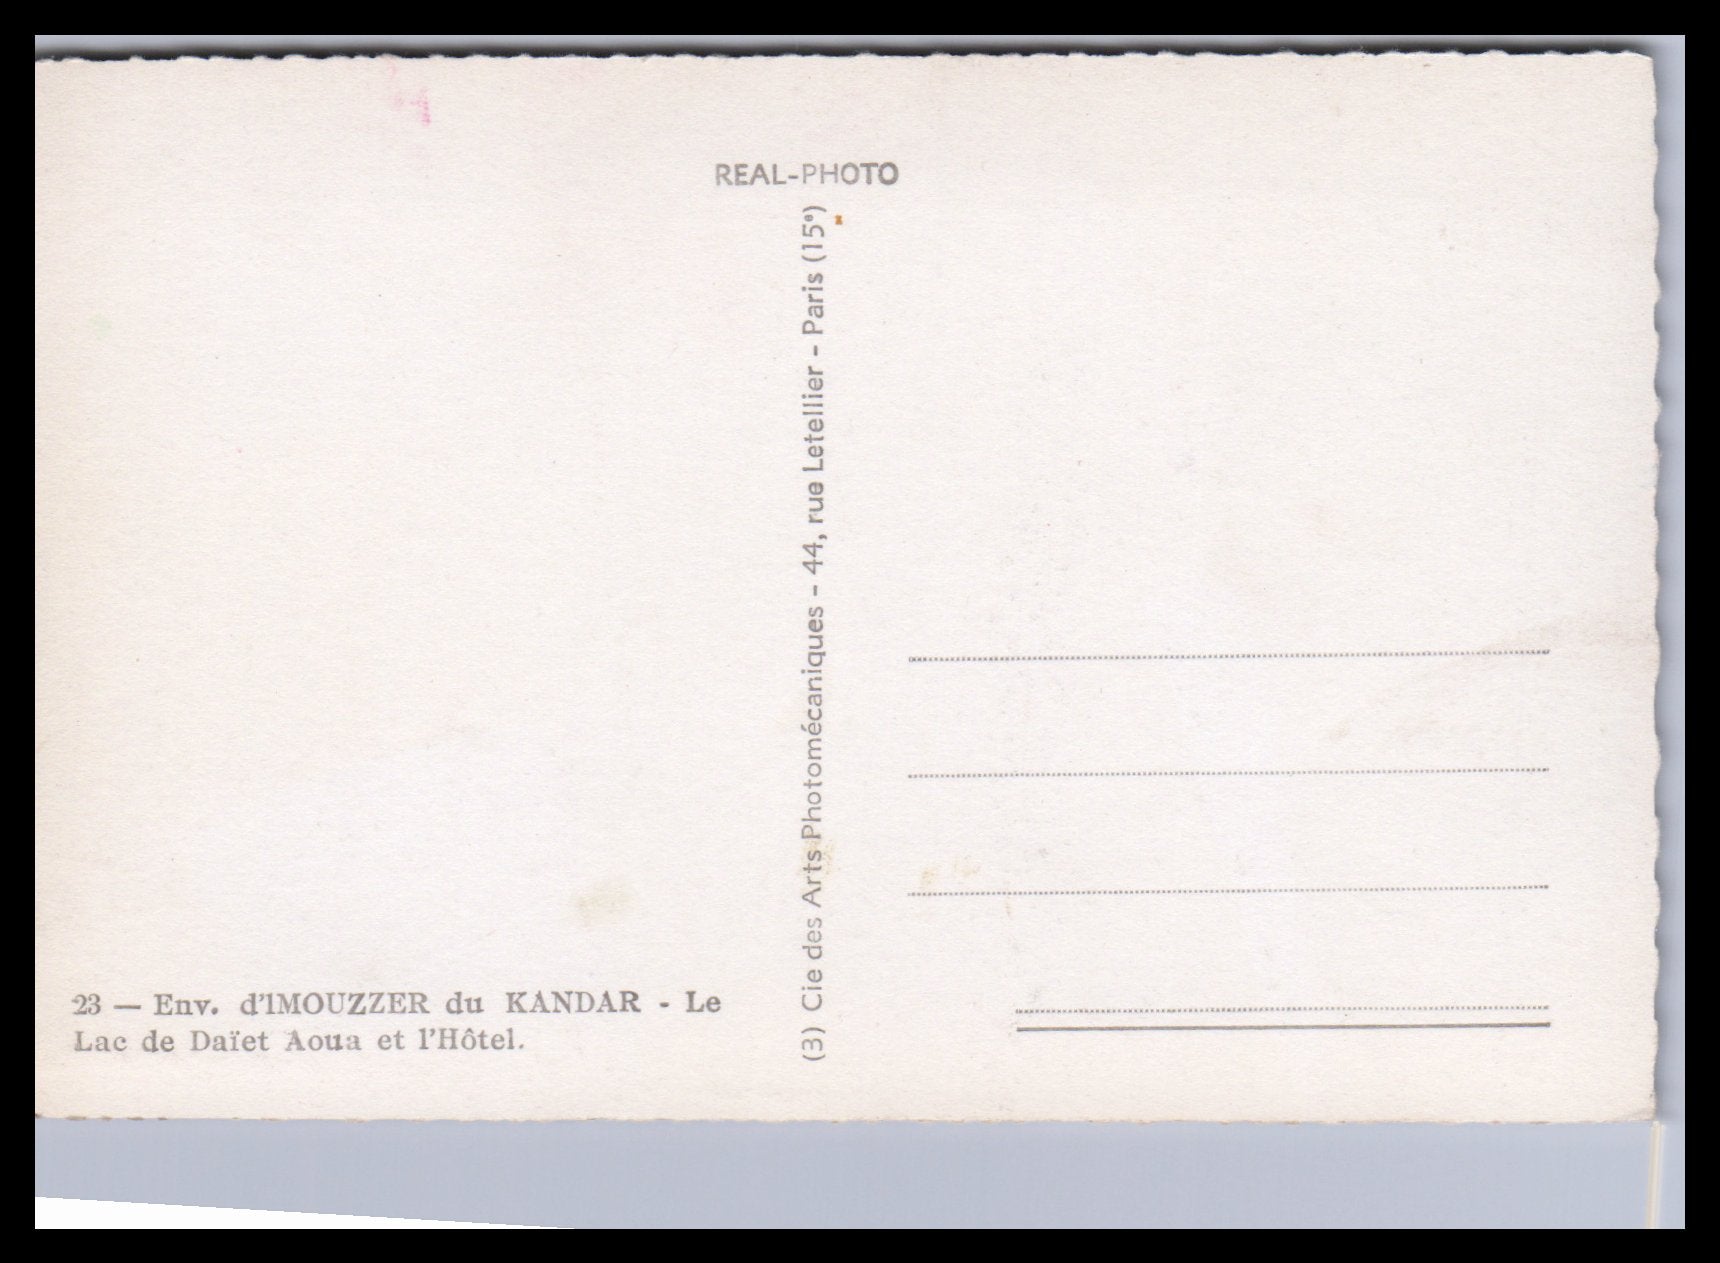 REAL-PHOTO
(3) Cie des Arts Photomécaniques - 44, rue Letellier - Paris (15e)
23 — Env. d'IMOUZZER du KANDAR - Le
Lac de Daïet Aoua et l'Hôtel.